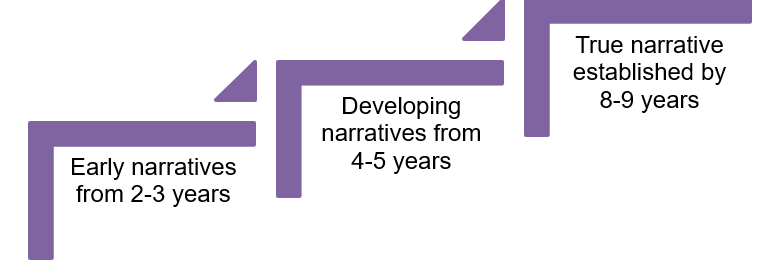 Early narratives
from 2-3 years
Developing
narratives from
4-5 years
True narrative
established by
8-9 years